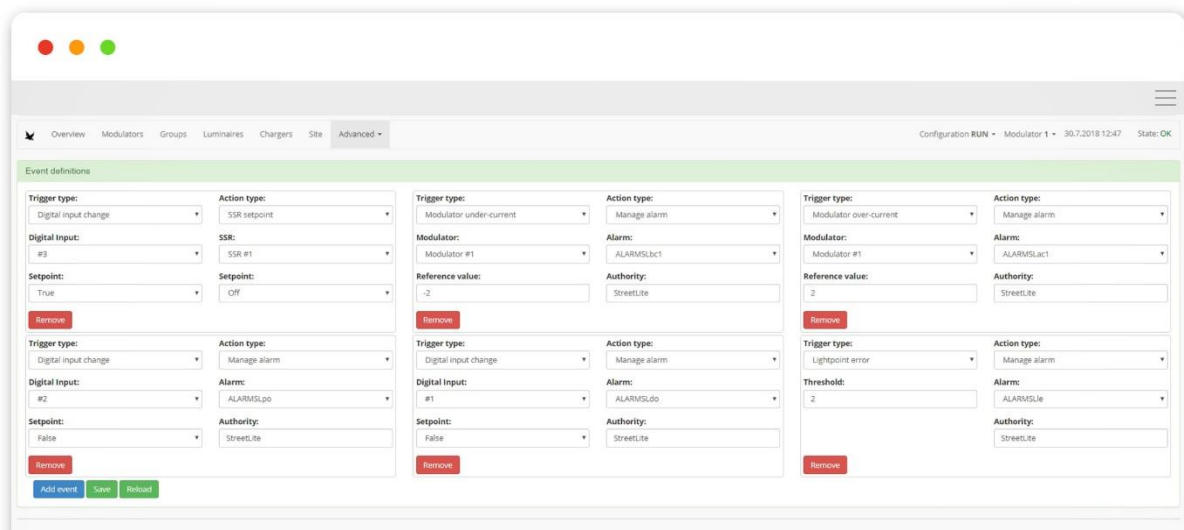 Overview Modulators Groups Luminaires Chargers Site Advanced Configuration RUN Modulator 1 30.7.2018 12:47 State: OK
Event definitions
Trigger type: Action type:
Digital input change SSR setpoint
Digital Input: SSR:
#3 SSR #1
Setpoint: Setpoint:
True Off
Remove
Trigger type: Action type:
Modulator under-current Manage alarm
Modulator: Alarm:
Modulator #1 ALARMSLbc1
Reference value: Authority:
-2 StreetLite
Remove
Trigger type: Action type:
Modulator over-current Manage alarm
Modulator: Alarm:
Modulator #1 ALARMSLac1
Reference value: Authority:
2 StreetLite
Remove
Trigger type: Action type:
Digital input change Manage alarm
Digital Input: Alarm:
#2 ALARMSLpo
Setpoint: Authority:
False StreetLite
Remove
Trigger type: Action type:
Digital input change Manage alarm
Digital Input: Alarm:
#1 ALARMSLdo
Setpoint: Authority:
False StreetLite
Remove
Trigger type: Action type:
Lightpoint error Manage alarm
Threshold: Alarm:
2 ALARMSLle
Authority:
StreetLite
Remove
Add event Save Reload